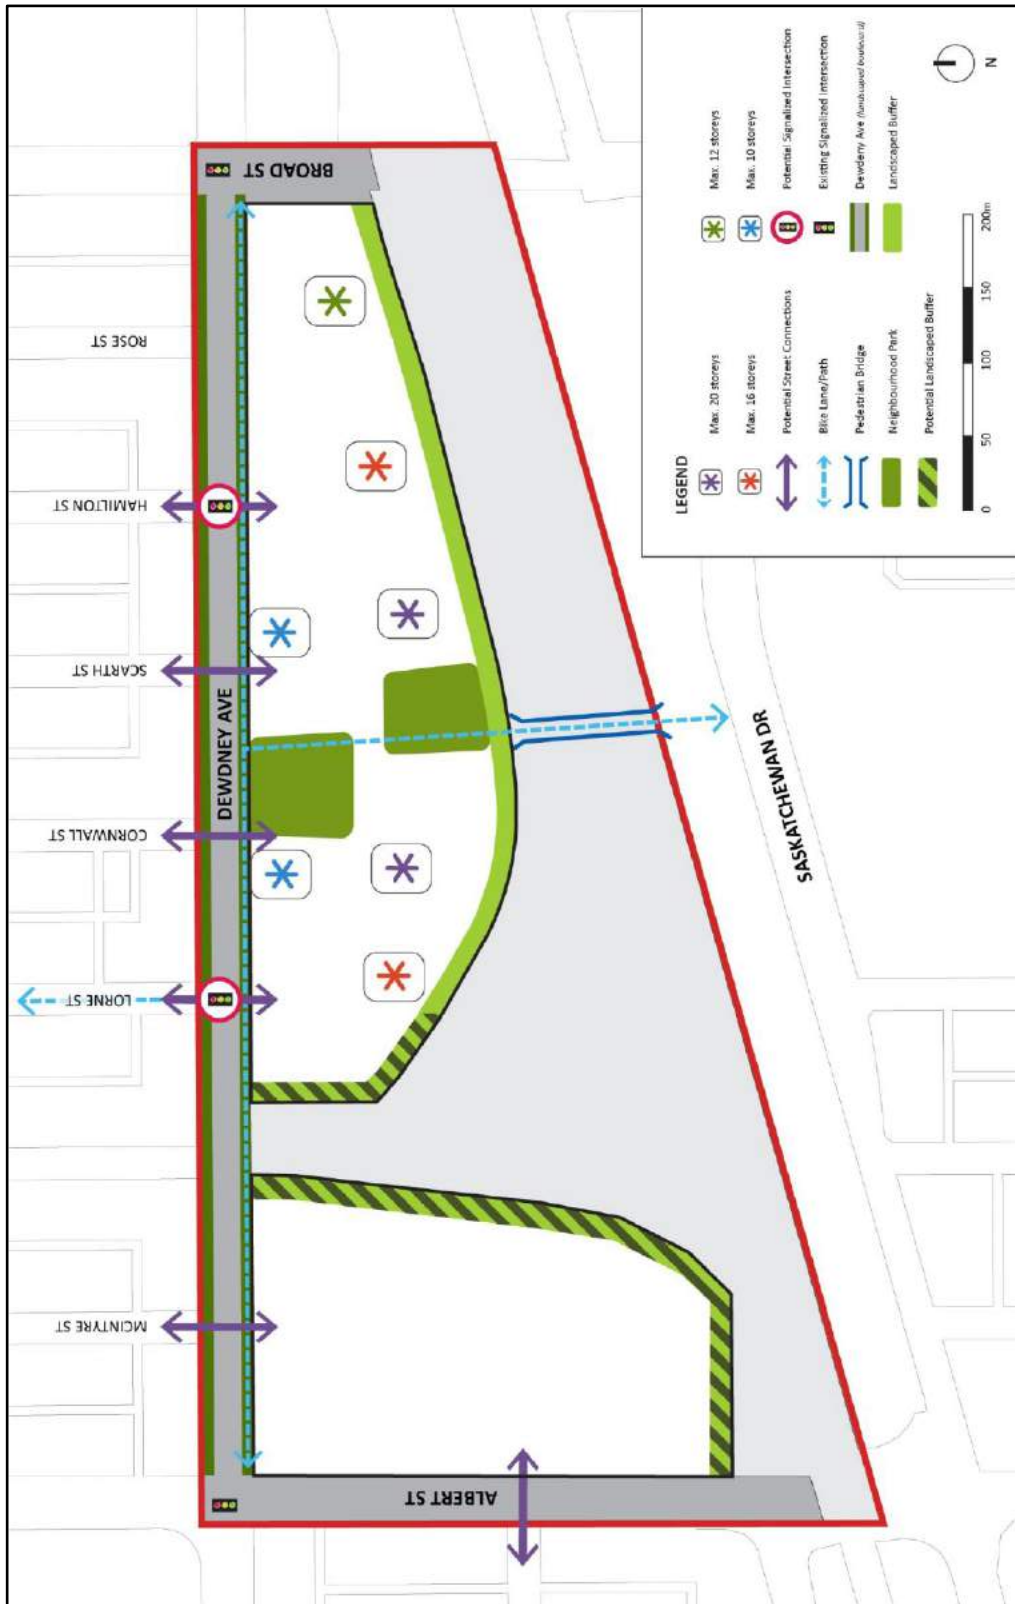 BROAD ST
ROSE ST
HAMILTON ST
SCARTH ST
CORNWALL ST
LORNE ST
MCINTYRE ST
DEWDNEY AVE
ALBERT ST
SASKATCHEWAN DR
LEGEND
Max. 20 storeys
Max. 16 storeys
Potential Street Connections
Bike Lane/Path
Pedestrian Bridge
Neighbourhood Park
Potential Landscaped Buffer
Max. 12 storeys
Max. 10 storeys
Potential Signalized Intersection
Existing Signalized Intersection
Dewderny Ave (landscaped boulevard)
Landscaped Buffer
0 50 100 150 200m
N